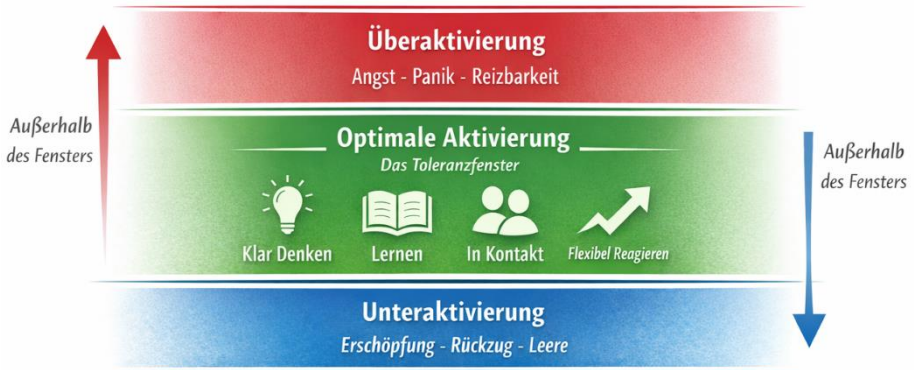 Überaktivierung
Angst - Panik - Reizbarkeit
Außerhalb
des Fensters
Optimale Aktivierung
Das Toleranzfenster
Klar Denken
Lernen
In Kontakt
Flexibel Reagieren
Außerhalb
des Fensters
Unteraktivierung
Erschöpfung - Rückzug - Leere